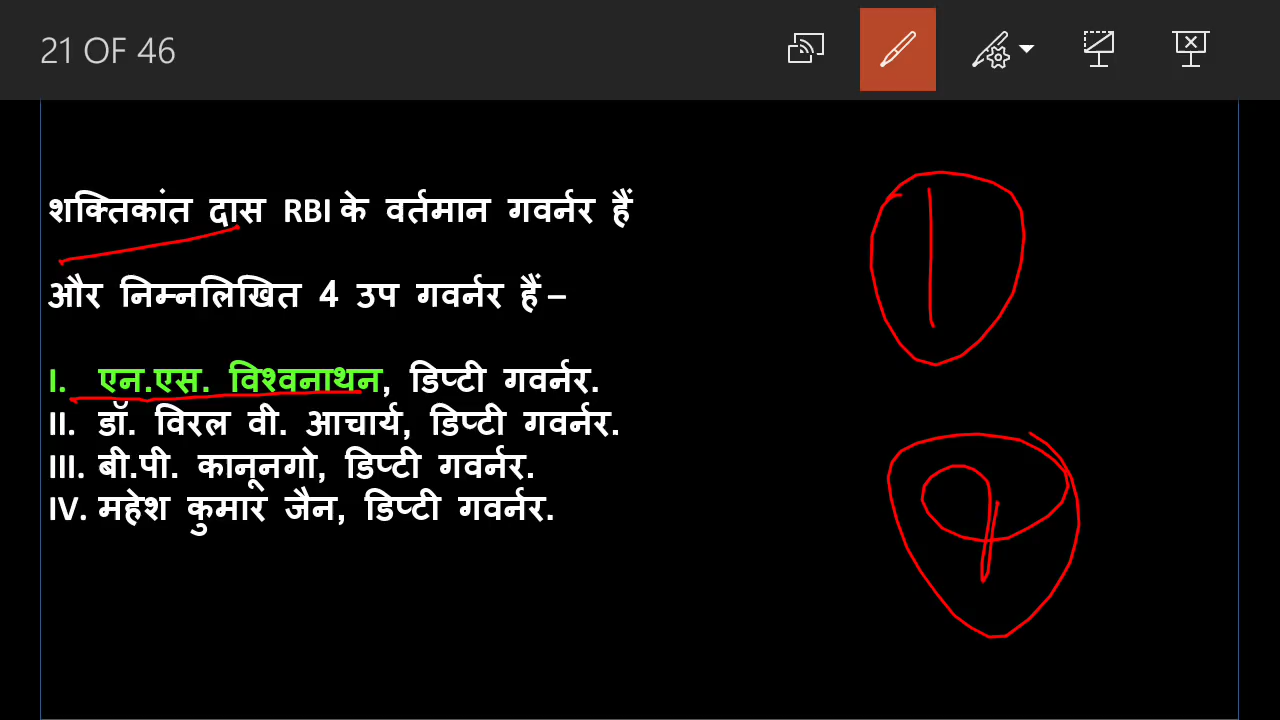 21 OF 46
शक्तिकांत दास RBI के वर्तमान गवर्नर हैं
और निम्नलिखित 4 उप गवर्नर हैं –
I. एन.एस. विश्वनाथन, डिप्टी गवर्नर.
II. डॉ. विरल वी. आचार्य, डिप्टी गवर्नर.
III. बी.पी. कानूनगो, डिप्टी गवर्नर.
IV. महेश कुमार जैन, डिप्टी गवर्नर.
1